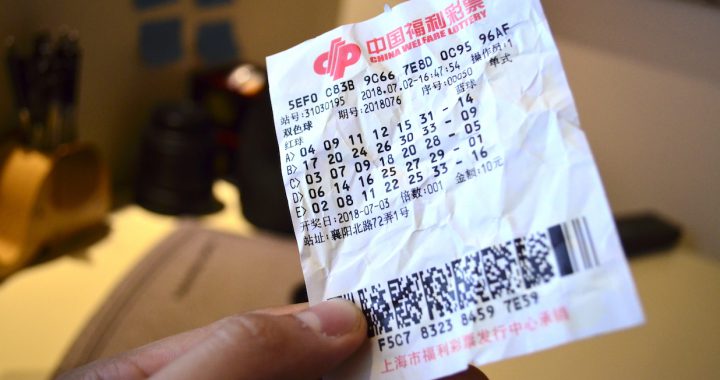 中国福利彩票
CHINA WELFARE LOTTERY
5EF0 C83B 9C66 7E8D 0C95 96AF
站号:31030195 2018.07.02-16:47:54 操作员:1
双色球 期号:2018076 序号:00050 单式
红球 蓝球
A> 04 09 11 12 15 31 - 14
B> 17 20 24 26 30 33 - 09
C> 03 07 09 18 20 28 - 05
D> 06 14 16 25 27 29 - 01
E> 02 08 11 22 25 33 - 16
开奖日:2018-07-03 倍数:001 金额:10元
站址:襄阳北路72弄1号
F5C7 8323 8459 7E59
上海市福利彩票发行中心承销